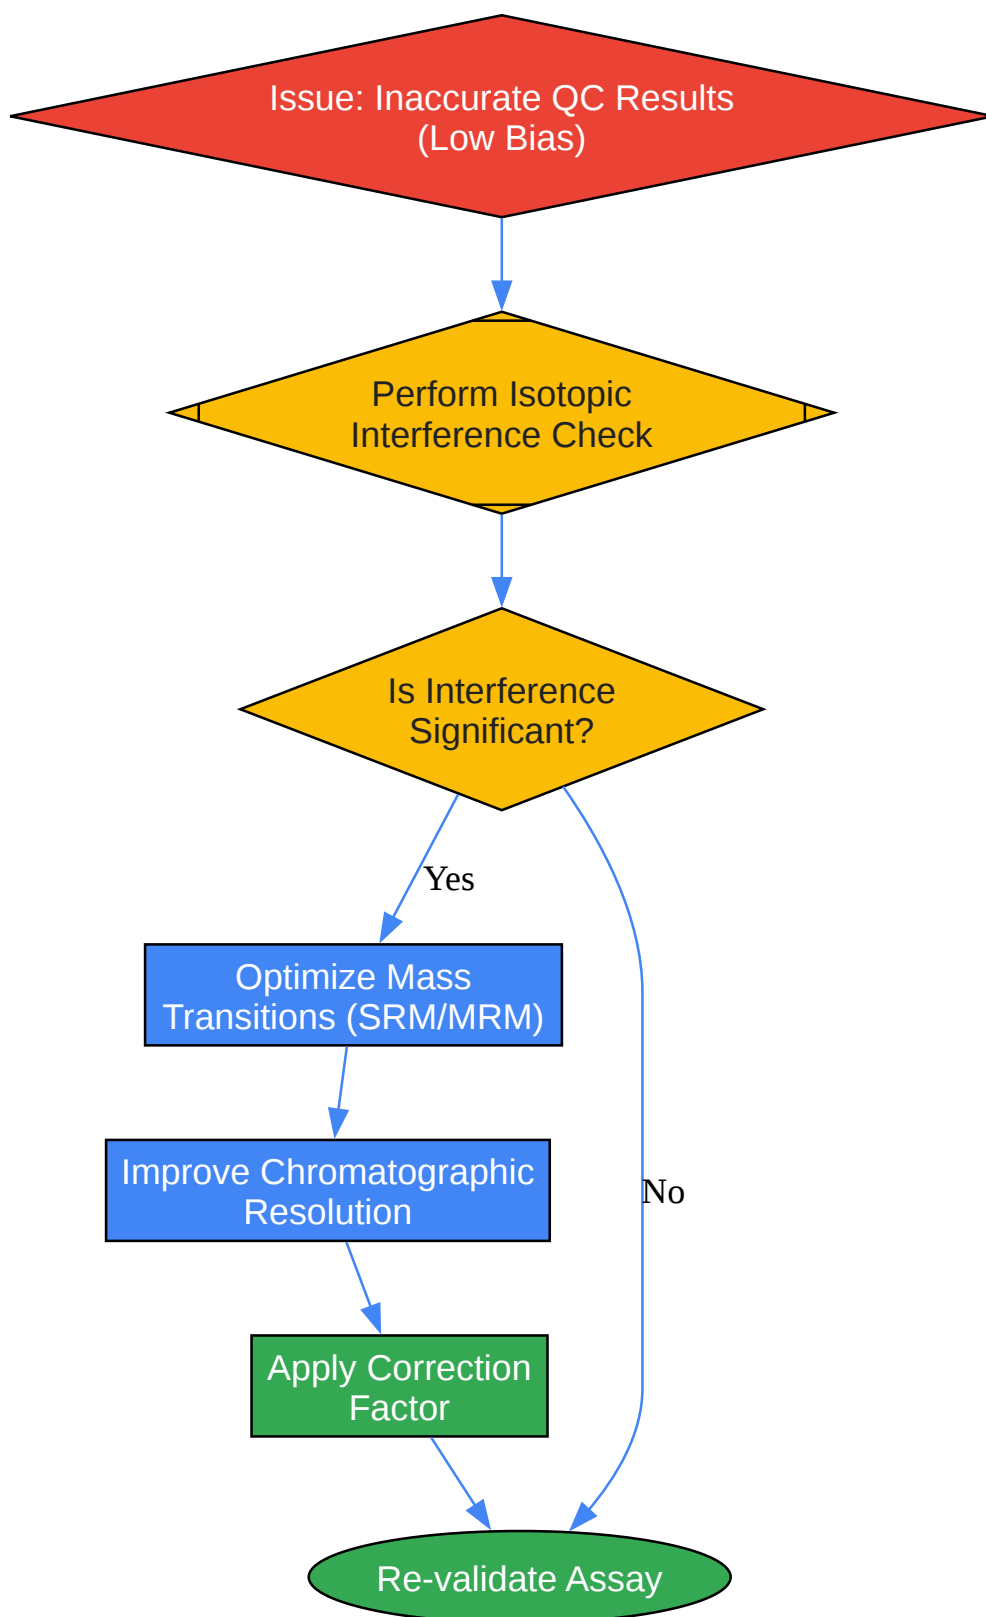 Issue: Inaccurate QC Results
(Low Bias)
Perform Isotopic
Interference Check
Is Interference
Significant?
Yes
Optimize Mass
Transitions (SRM/MRM)
Improve Chromatographic
Resolution
No
Apply Correction
Factor
Re-validate Assay